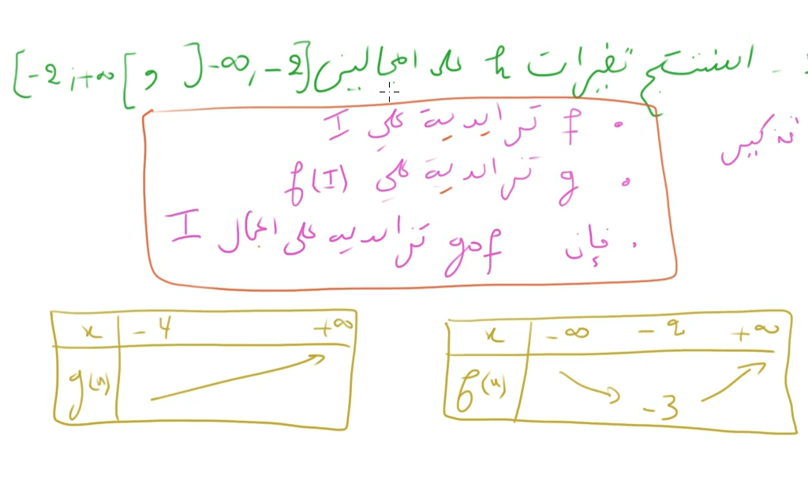 - استنتج تغيرات h على المجالين ]-∞, -2] و [-2, +∞[
تذكير
• f تزايدية على I
• g تزايدية على f(I)
• فإن gof تزايدية على المجال I
x -4 +∞
g(x)
x -∞ -2 +∞
f(x) -3